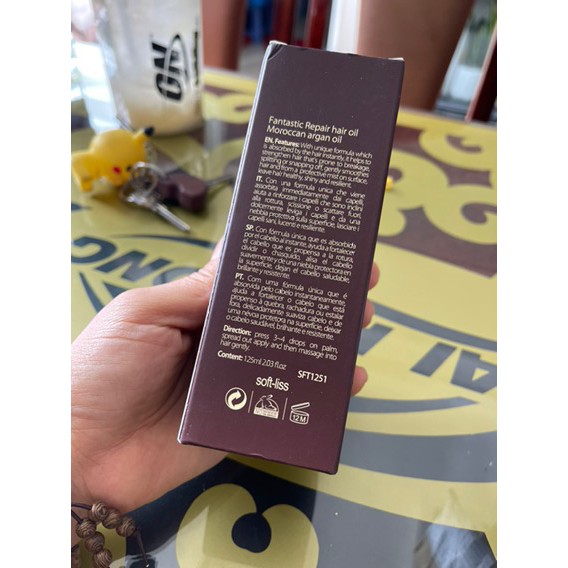 Fantastic Repair hair oil
Moroccan argan oil
EN. Features: With unique formula which
is absorbed by the hair instantly, it helps to
strengthen hair that's prone to breakage,
splitting or snapping off, gently smoothes
hair and from a protective mist on surface,
leave hair healthy, shiny and resilient.
IT. Con una formula unica che viene
assorbita immediatamente dai capelli,
aiuta a rinforzare i capelli che sono inclini
alla rottura, scissione o scattare fuori,
dolcemente leviga i capelli e da una
nebbia protettiva sulla superficie, lasciare i
capelli sani, lucenti e resiliente.
SP. Con fórmula única que es absorbida
por el cabello al instante, ayuda a fortalecer
el cabello que es propenso a la rotura,
dividir o chasquido, alisa el cabello
suavemente y de una niebla protectora en
la superficie, dejan el cabello saludable,
brillante y resistente.
PT. Com uma fórmula única que é
absorvida pelo cabelo instantaneamente,
ajuda a fortalecer o cabelo que está
propenso à quebra, rachadura ou estalar
fora, delicadamente suaviza cabelo e de
uma névoa protetora na superfície, deixer
o cabelo saudável, brilhante e resistente.
Direction: press 3~4 drops on palm,
spread out apply and then massage into
hair gently.
Content: 125ml 2.03 fl.oz
SFT1251
soft-liss
12M
ON